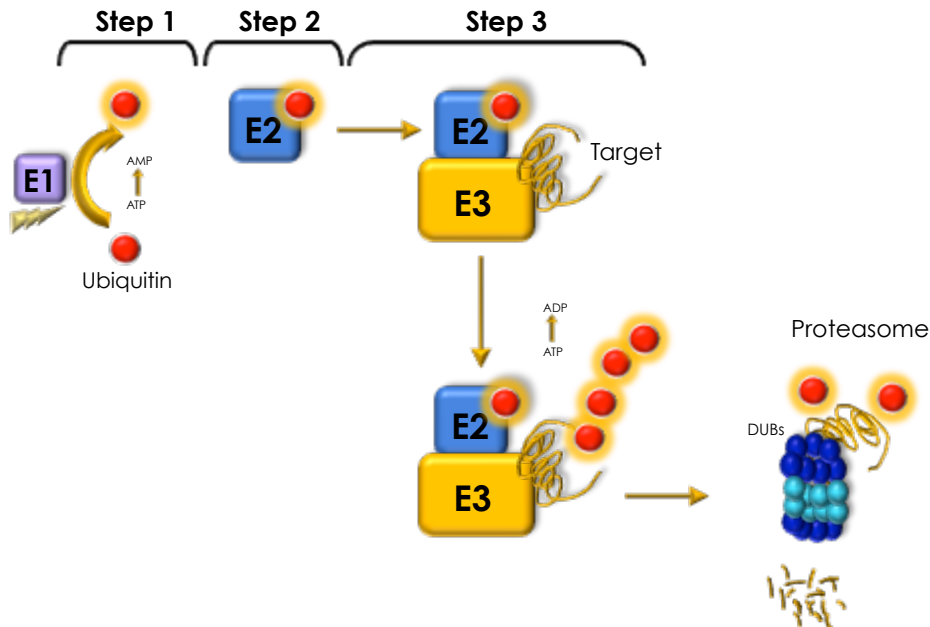 Step 1
Step 2
Step 3
E1
AMP
ATP
Ubiquitin
E2
E2
E3
Target
ADP
ATP
E2
E3
Proteasome
DUBs